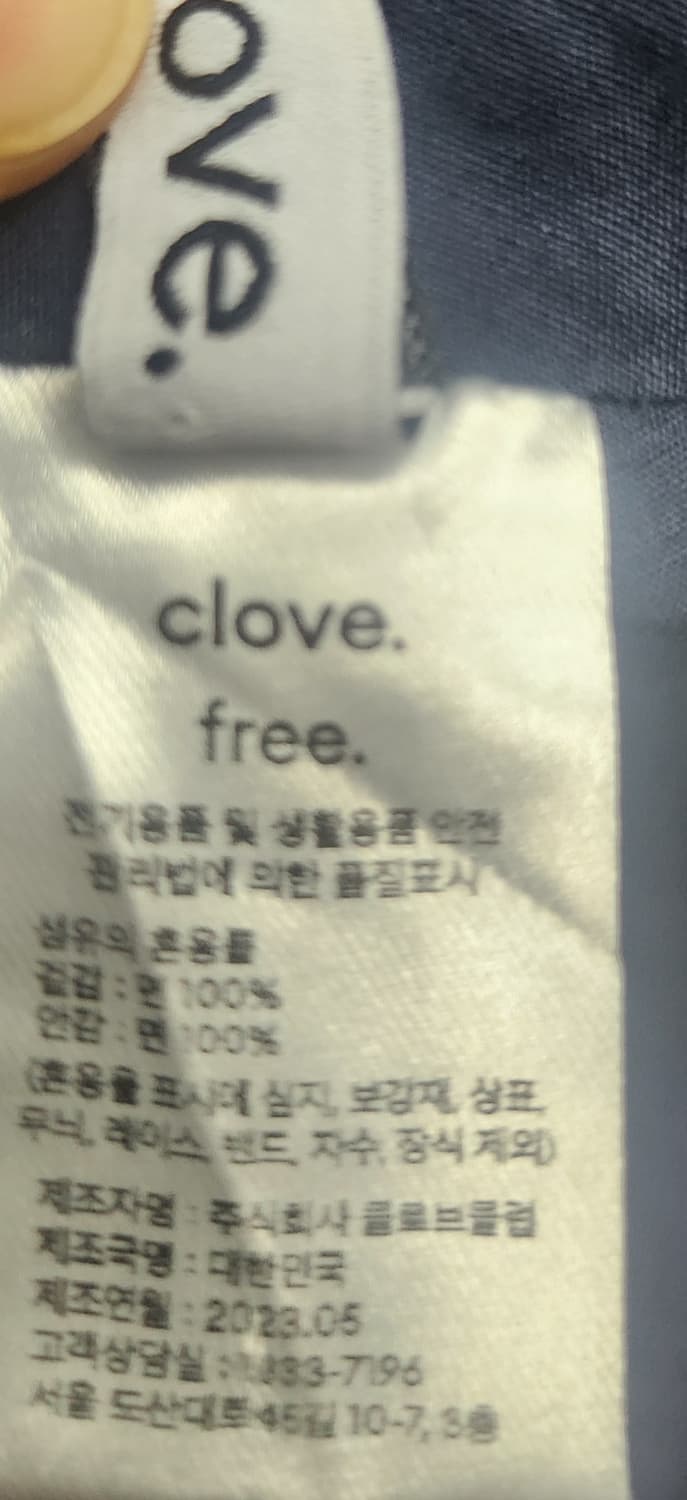 ove.
clove.
free.
전기용품 및 생활용품 안전
관리법에 의한 품질표시
섬유의 혼용률
겉감 : 면 100%
안감 : 면 100%
(혼용율 표시에 심지, 보강재, 상표,
무늬, 레이스, 밴드, 자수, 장식 제외)
제조자명 : 주식회사 클로브클럽
제조국명 : 대한민국
제조연월 : 2023.05
고객상담실 :
서울 도산대로45길 10-7, 3층